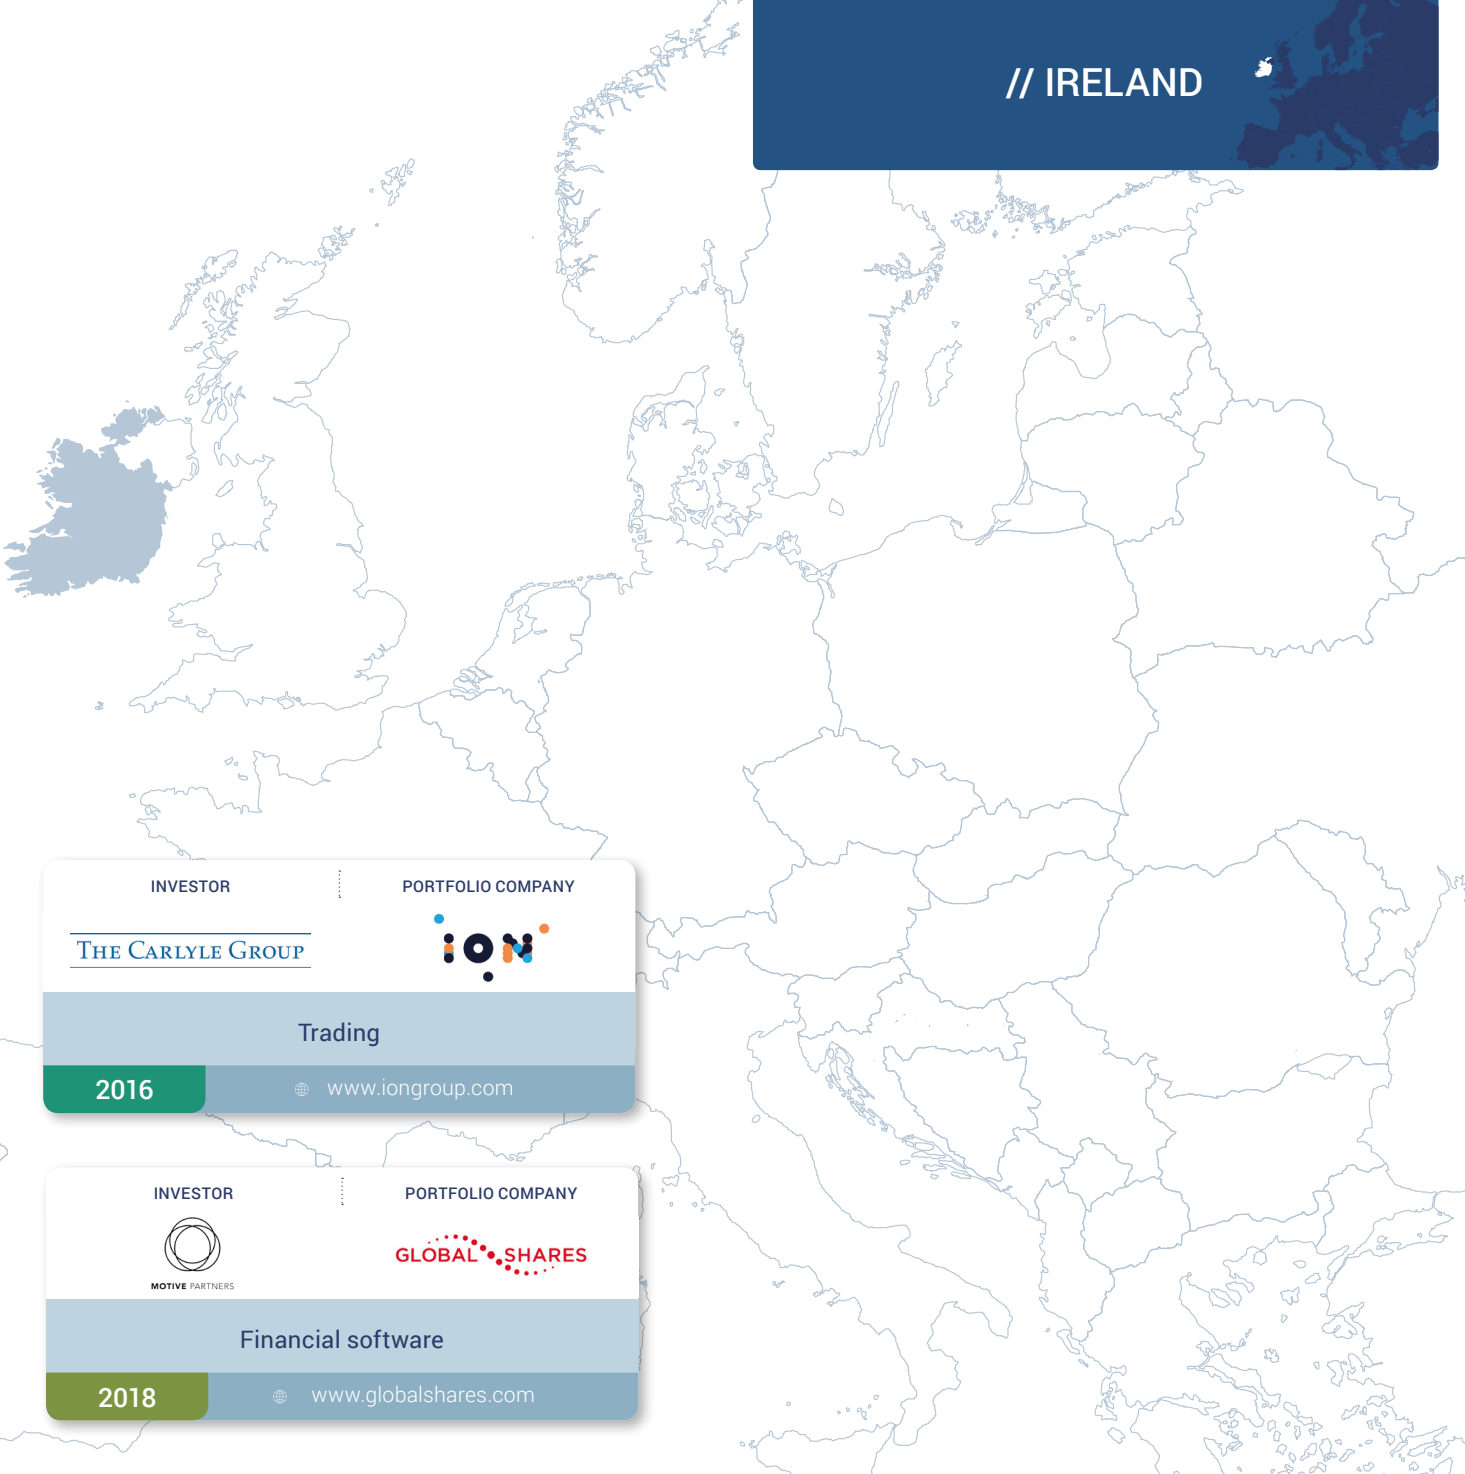 // IRELAND
INVESTOR
PORTFOLIO COMPANY
THE CARLYLE GROUP
ION
Trading
2016
www.iongroup.com
INVESTOR
PORTFOLIO COMPANY
MOTIVE PARTNERS
GLOBAL SHARES
Financial software
2018
www.globalshares.com